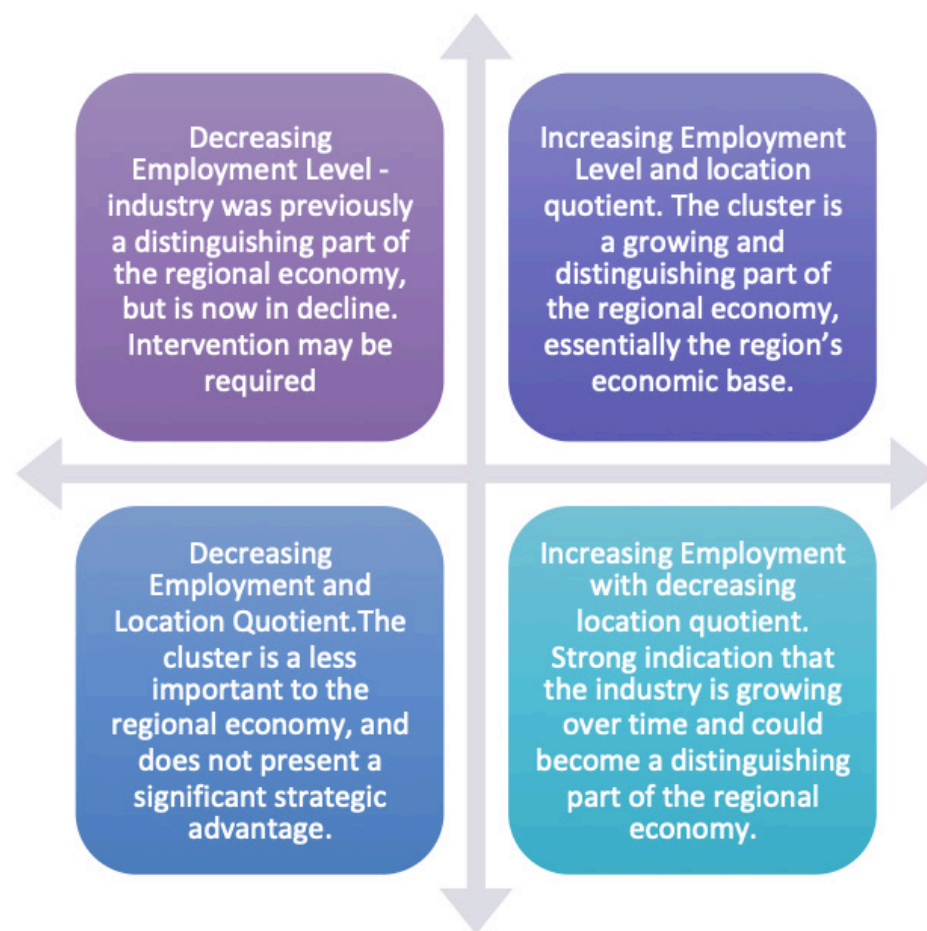 Decreasing
Employment Level -
industry was previously
a distinguishing part of
the regional economy,
but is now in decline.
Intervention may be
required
Increasing Employment
Level and location
quotient. The cluster is
a growing and
distinguishing part of
the regional economy,
essentially the region’s
economic base.
Decreasing
Employment and
Location Quotient.The
cluster is a less
important to the
regional economy, and
does not present a
significant strategic
advantage.
Increasing Employment
with decreasing
location quotient.
Strong indication that
the industry is growing
over time and could
become a distinguishing
part of the regional
economy.